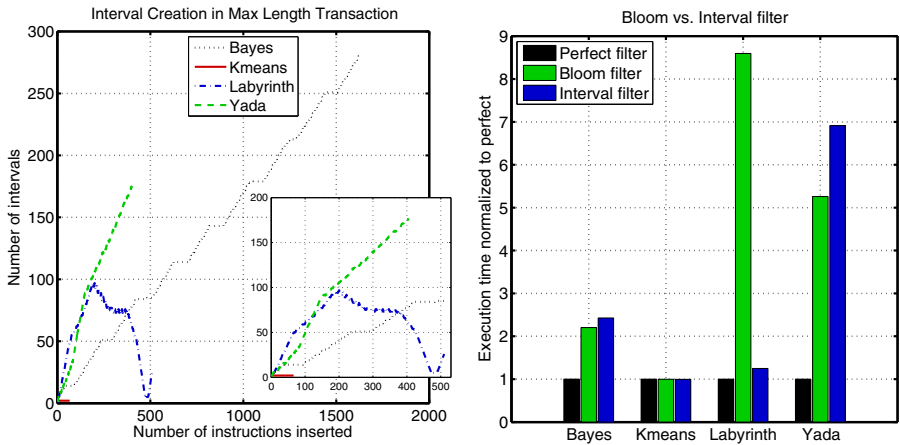 Interval Creation in Max Length Transaction
300
250
200
150
100
50
0
Number of intervals
Bayes
Kmeans
Labyrinth
Yada
200
150
100
50
0
0 100 200 300 400 500
0 500 1000 1500 2000
Number of instructions inserted
Bloom vs. Interval filter
9
8
7
6
5
4
3
2
1
0
Execution time normalized to perfect
Perfect filter
Bloom filter
Interval filter
Bayes Kmeans Labyrinth Yada